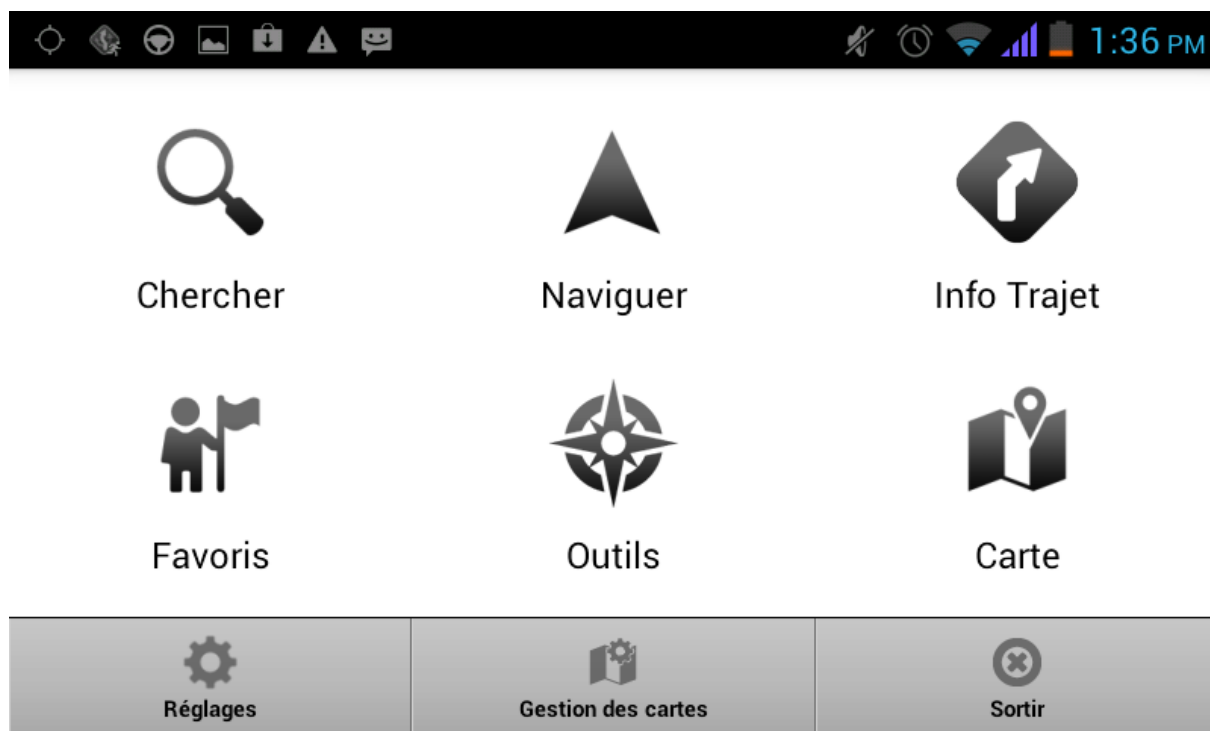 1:36 PM
Chercher
Naviguer
Info Trajet
Favoris
Outils
Carte
Réglages
Gestion des cartes
Sortir